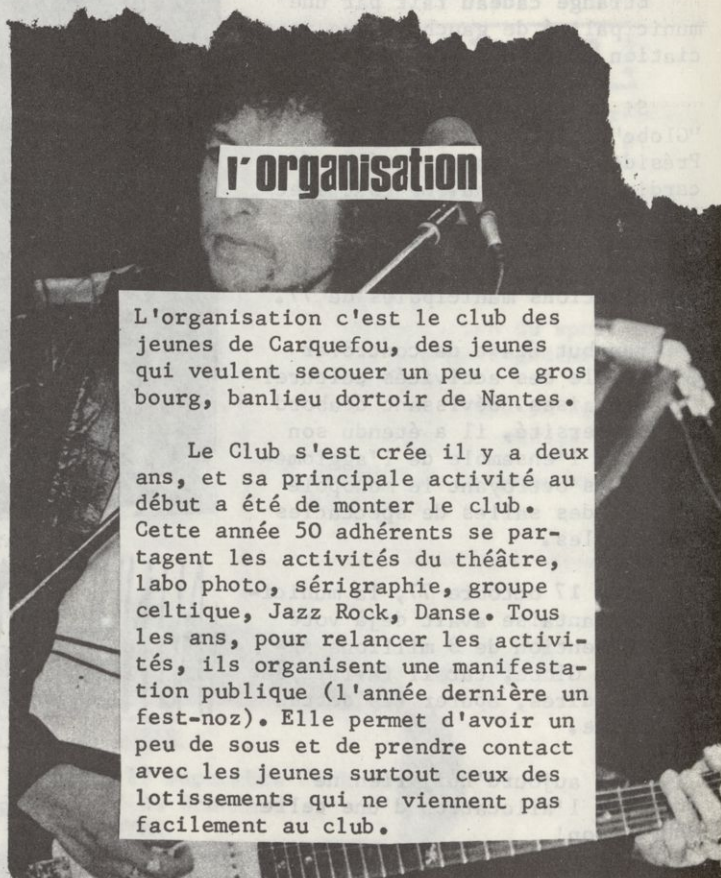 l'organisation
L'organisation c'est le club des
jeunes de Carquefou, des jeunes
qui veulent secouer un peu ce gros
bourg, banlieu dortoir de Nantes.
Le Club s'est crée il y a deux
ans, et sa principale activité au
début a été de monter le club.
Cette année 50 adhérents se par-
tagent les activités du théâtre,
labo photo, sérigraphie, groupe
celtique, Jazz Rock, Danse. Tous
les ans, pour relancer les activi-
tés, ils organisent une manifesta-
tion publique (l'année dernière un
fest-noz). Elle permet d'avoir un
peu de sous et de prendre contact
avec les jeunes surtout ceux des
lotissements qui ne viennent pas
facilement au club.